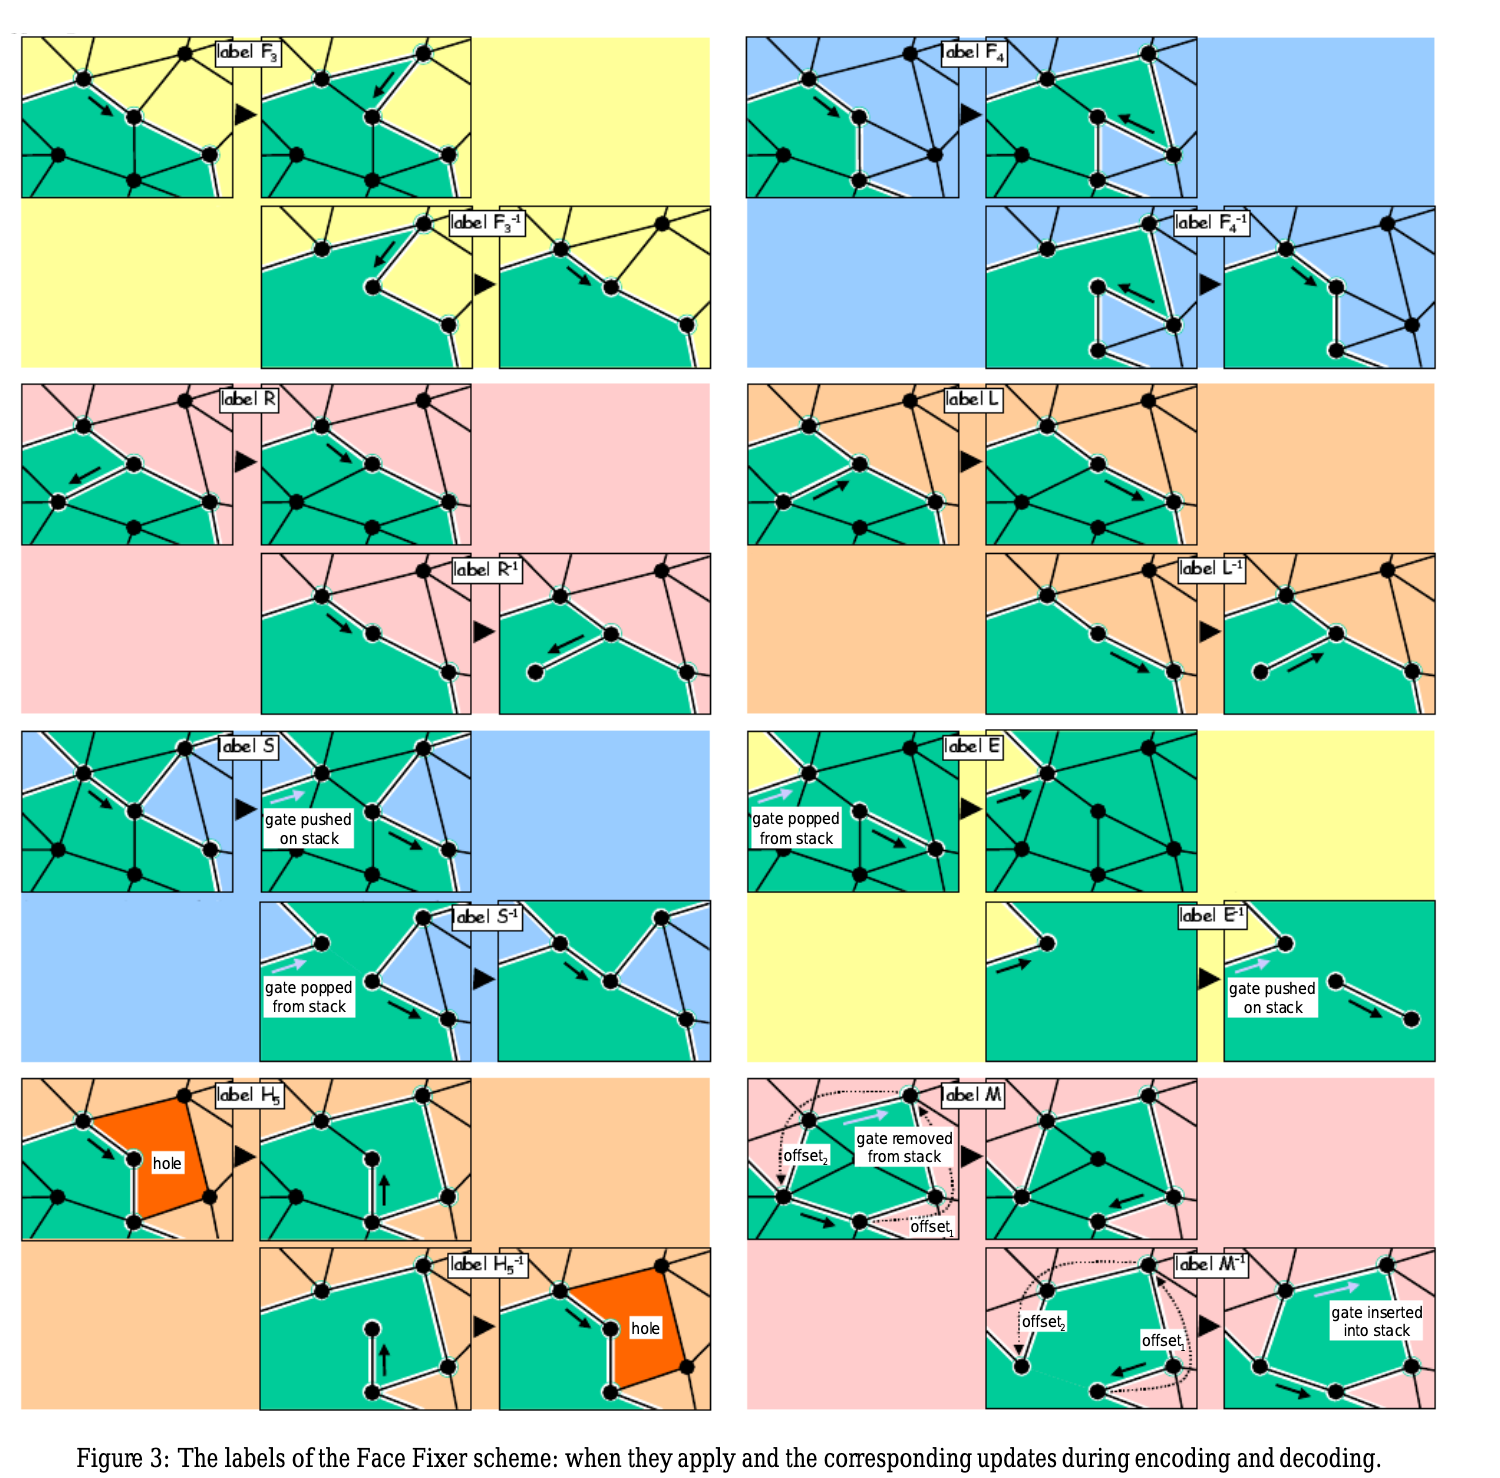 label F₃
label F₄
label F₃⁻¹
label F₄⁻¹
label R
label L
label R⁻¹
label L⁻¹
label S
gate pushed
on stack
label E
gate popped
from stack
label S⁻¹
gate popped
from stack
label E⁻¹
gate pushed
on stack
label H₅
hole
label M
gate removed
from stack
offset₂
offset₁
label H₅⁻¹
hole
label M⁻¹
offset₂
offset₁
gate inserted
into stack
Figure 3: The labels of the Face Fixer scheme: when they apply and the corresponding updates during encoding and decoding.